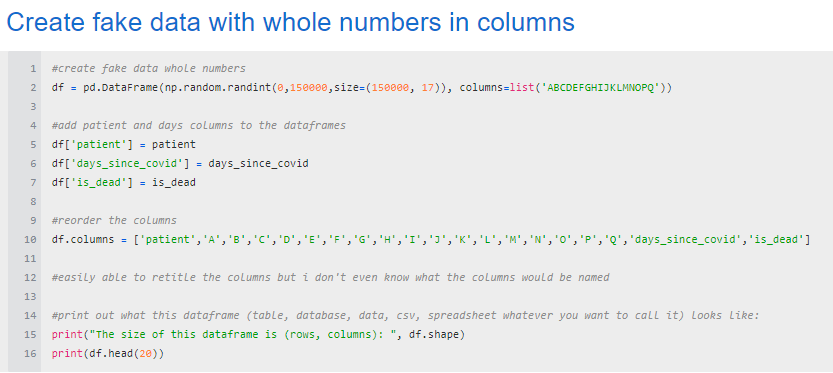 Create fake data with whole numbers in columns
1 #create fake data whole numbers
2 df = pd.DataFrame(np.random.randint(0,150000,size=(150000, 17)), columns=list('ABCDEFGHIJKLMNOPQ'))
3
4 #add patient and days columns to the dataframes
5 df['patient'] = patient
6 df['days_since_covid'] = days_since_covid
7 df['is_dead'] = is_dead
8
9 #reorder the columns
10 df.columns = ['patient','A','B','C','D','E','F','G','H','I','J','K','L','M','N','O','P','Q','days_since_covid','is_dead']
11
12 #easily able to retitle the columns but i don't even know what the columns would be named
13
14 #print out what this dataframe (table, database, data, csv, spreadsheet whatever you want to call it) looks like:
15 print("The size of this dataframe is (rows, columns): ", df.shape)
16 print(df.head(20))